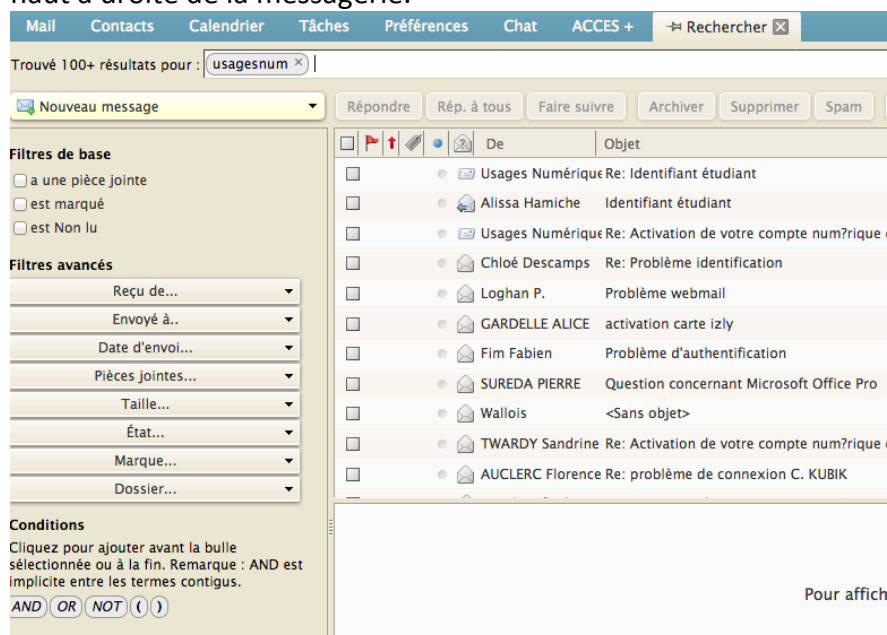 haut à droite de la messagerie.
Mail Contacts Calendrier Tâches Préférences Chat ACCES + Rechercher
Trouvé 100+ résultats pour : usagesnum ×
Nouveau message
Répondre Rép. à tous Faire suivre Archiver Supprimer Spam
Filtres de base
a une pièce jointe
est marqué
est Non lu
Filtres avancés
Reçu de...
Envoyé à..
Date d'envoi...
Pièces jointes...
Taille...
État...
Marque...
Dossier...
Conditions
Cliquez pour ajouter avant la bulle
sélectionnée ou à la fin. Remarque : AND est
implicite entre les termes contigus.
AND OR NOT ( )
De Objet
Usages Numérique Re: Identifiant étudiant
Alissa Hamiche Identifiant étudiant
Usages Numérique Re: Activation de votre compte num?rique
Chloé Descamps Re: Problème identification
Loghan P. Problème webmail
GARDELLE ALICE activation carte izly
Fim Fabien Problème d'authentification
SUREDA PIERRE Question concernant Microsoft Office Pro
Wallois <Sans objet>
TWARDY Sandrine Re: Activation de votre compte num?rique
AUCLERC Florence Re: problème de connexion C. KUBIK
Pour affich